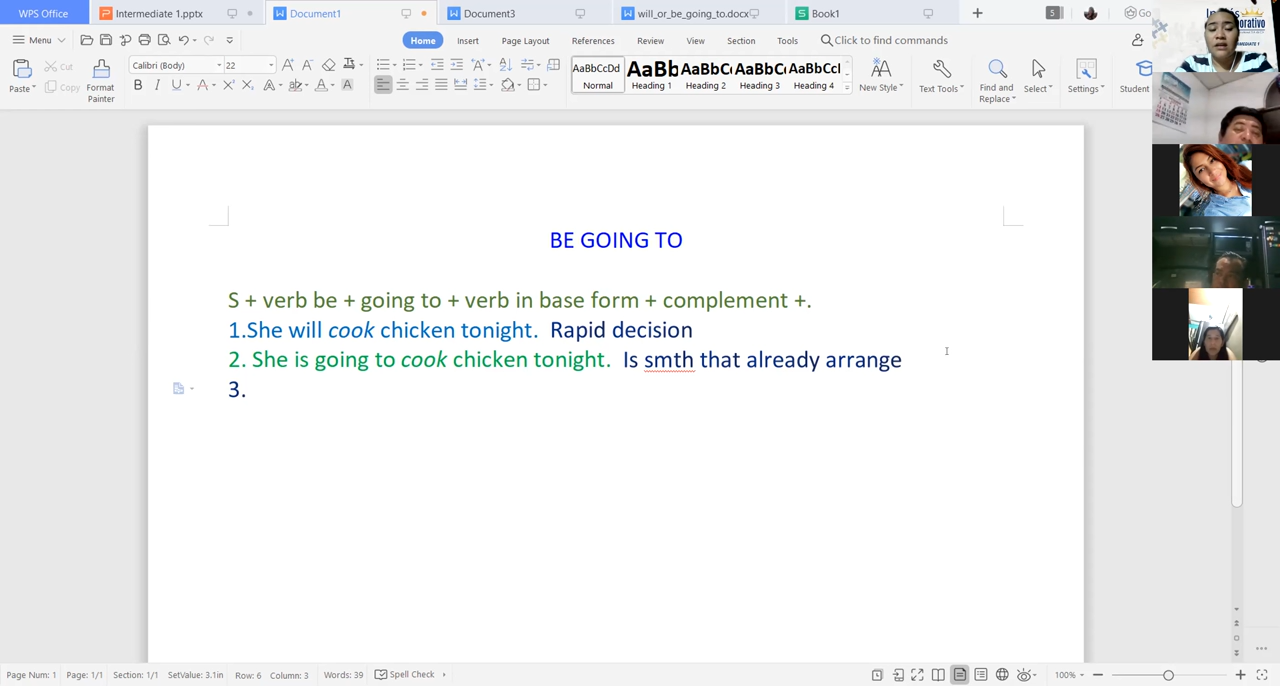 WPS Office
Intermediate 1.pptx
Document1
Document3
will_or_be_going_to.docx
Book1
5
Go
Menu
Home
Insert
Page Layout
References
Review
View
Section
Tools
Click to find commands
Paste
Cut
Copy
Format
Painter
Calibri (Body)
22
AaBbCcDd
Normal
AaBb
Heading 1
AaBbC
Heading 2
AaBbC
Heading 3
AaBbCcl
Heading 4
New Style
Text Tools
Find and
Replace
Select
Settings
Student
BE GOING TO
S + verb be + going to + verb in base form + complement +.
1.She will cook chicken tonight. Rapid decision
2. She is going to cook chicken tonight. Is smth that already arrange
3.
Page Num: 1
Page: 1/1
Section: 1/1
SetValue: 3.1in
Row: 6
Column: 3
Words: 39
Spell Check
100%